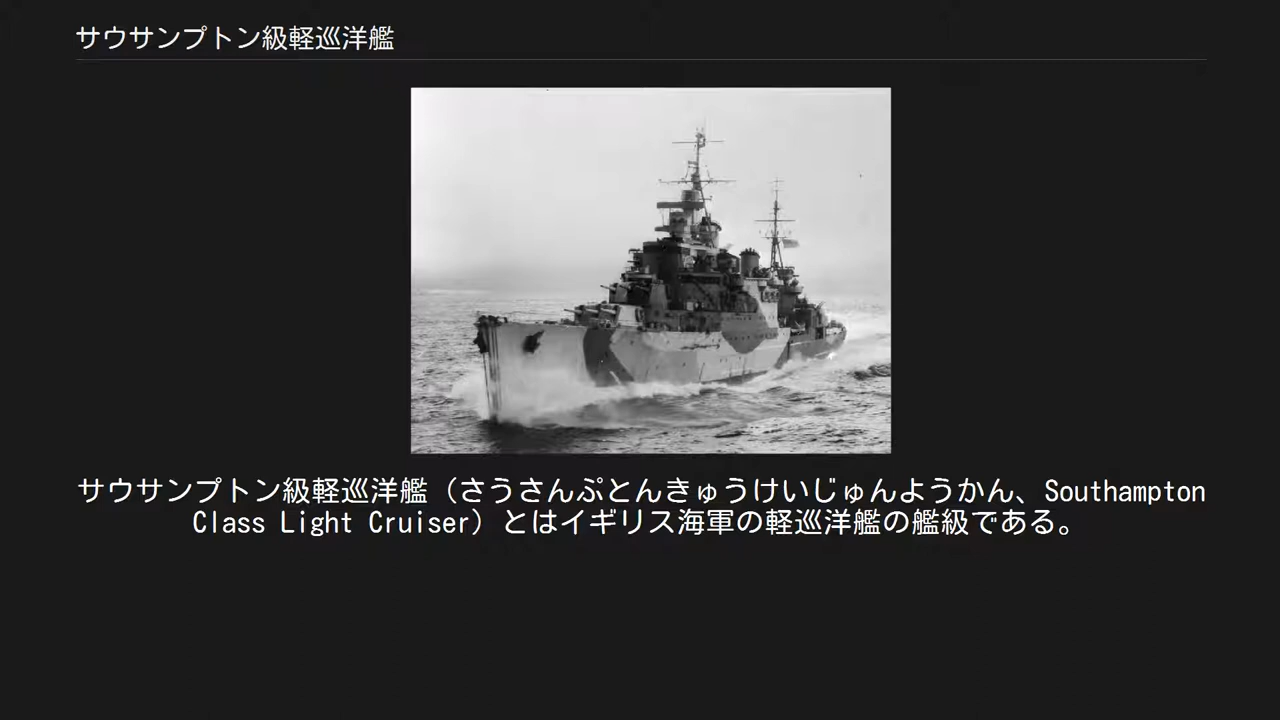 サウサンプトン級軽巡洋艦
サウサンプトン級軽巡洋艦（さうさんぷとんきゅうけいじゅんようかん、Southampton
Class Light Cruiser）とはイギリス海軍の軽巡洋艦の艦級である。